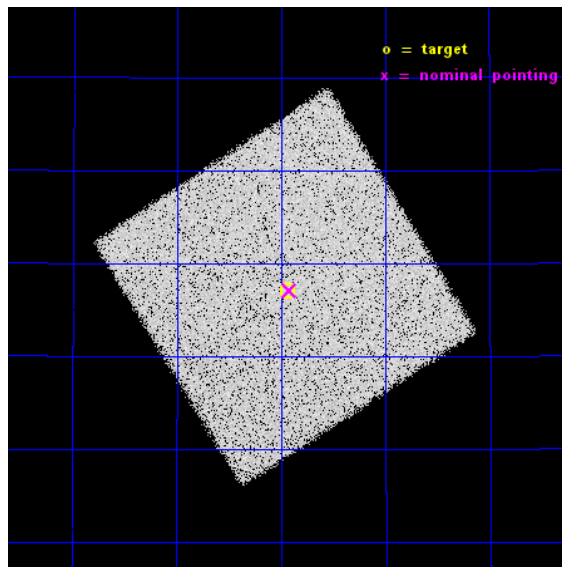 o = target
x = nominal pointing